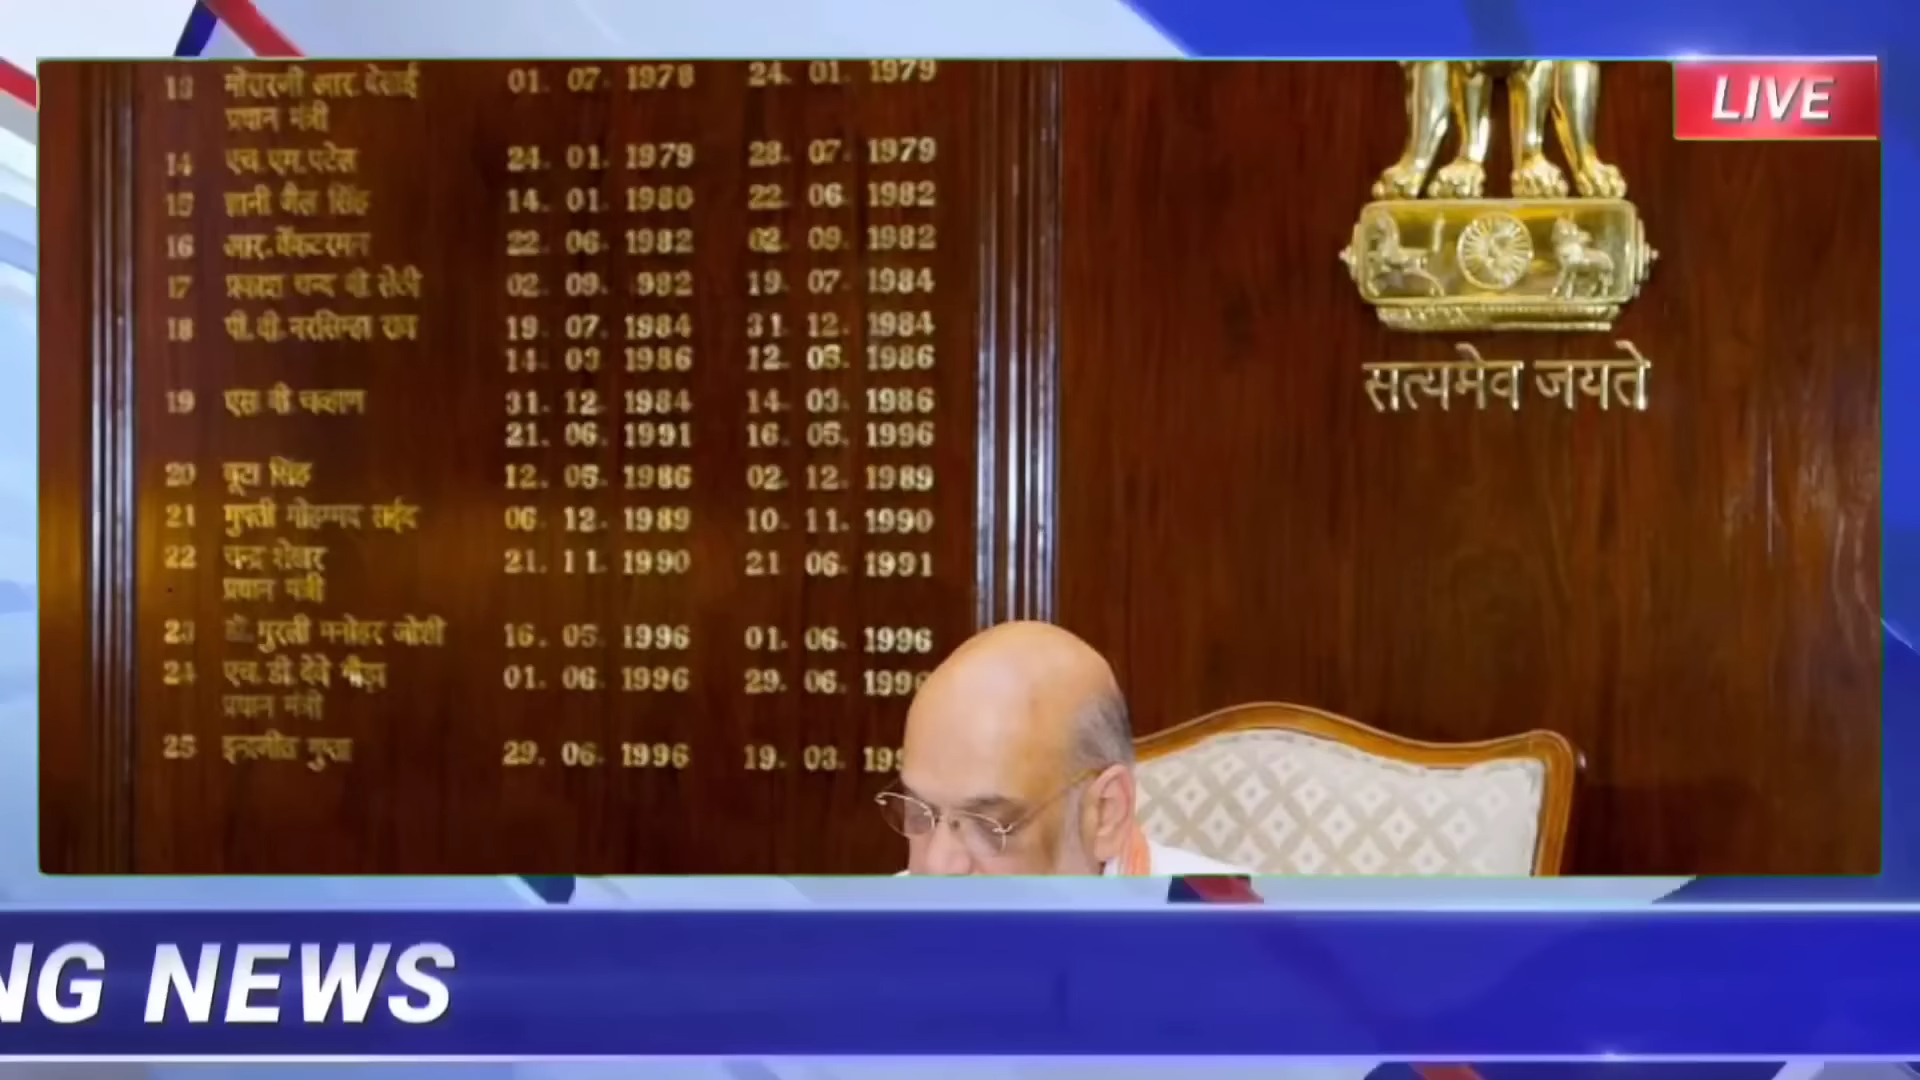 LIVE
13 मोरारजी आर. देसाई 01. 07. 1978 24. 01. 1979
प्रधान मंत्री
14 एच. एम. पटेल 24. 01. 1979 28. 07. 1979
15 ज्ञानी जैल सिंह 14. 01. 1980 22. 06. 1982
16 आर. वेंकटरमन 22. 06. 1982 02. 09. 1982
17 प्रकाश चन्द्र बी. सेठी 02. 09. 982 19. 07. 1984
18 पी. वी. नरसिम्हा राव 19. 07. 1984 31. 12. 1984
14. 03. 1986 12. 05. 1986
19 एस. बी. चव्हाण 31. 12. 1984 14. 03. 1986
21. 06. 1991 16. 05. 1996
20 बूटा सिंह 12. 05. 1986 02. 12. 1989
21 मुफ्ती मोहम्मद सईद 06. 12. 1989 10. 11. 1990
22 चन्द्र शेखर 21. 11. 1990 21. 06. 1991
प्रधान मंत्री
23 मुरली मनोहर जोशी 16. 05. 1996 01. 06. 1996
24 एच. डी. देवे गौड़ा 01. 06. 1996 29. 06. 199
प्रधान मंत्री
25 इन्द्रजीत गुप्ता 29. 06. 1996 19. 03. 19
सत्यमेव जयते
NG NEWS